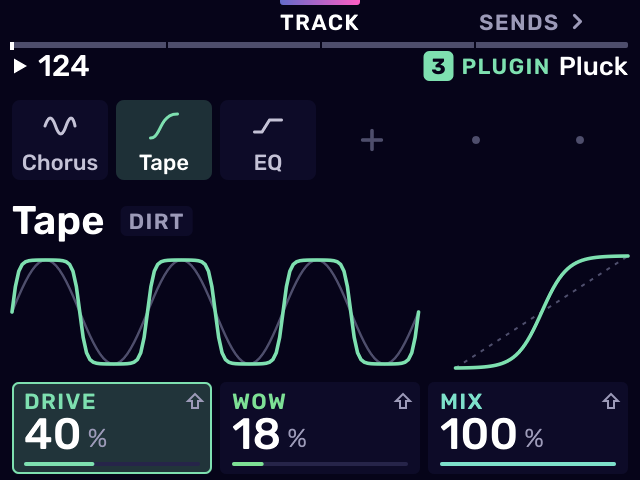 TRACK SENDS
124 3 PLUGIN Pluck
Chorus Tape EQ
Tape DIRT
DRIVE WOW MIX
40 % 18 % 100 %